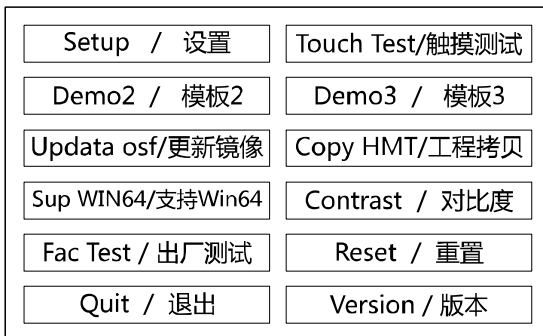 Setup / 设置
Touch Test/触摸测试
Demo2 / 模板2
Demo3 / 模板3
Updata osf/更新镜像
Copy HMT/工程拷贝
Sup WIN64/支持Win64
Contrast / 对比度
Fac Test / 出厂测试
Reset / 重置
Quit / 退出
Version / 版本